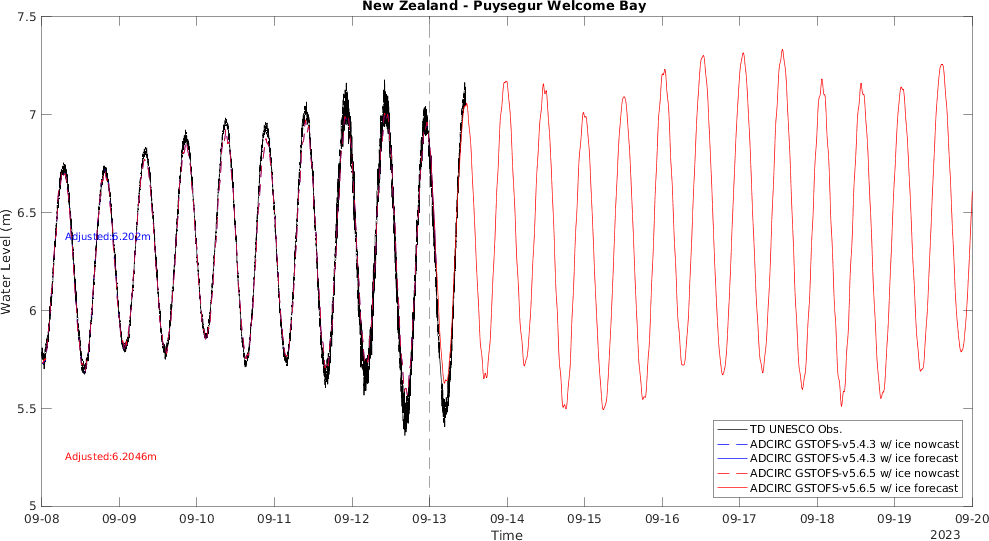 New Zealand - Puysegur Welcome Bay
7.5
7
6.5
6
5.5
5
Water Level (m)
Adjusted:6.202m
Adjusted:6.2046m
TD UNESCO Obs.
ADCIRC GSTOFS-v5.4.3 w/ ice nowcast
ADCIRC GSTOFS-v5.4.3 w/ ice forecast
ADCIRC GSTOFS-v5.6.5 w/ ice nowcast
ADCIRC GSTOFS-v5.6.5 w/ ice forecast
09-08 09-09 09-10 09-11 09-12 09-13 09-14 09-15 09-16 09-17 09-18 09-19 09-20
Time
2023